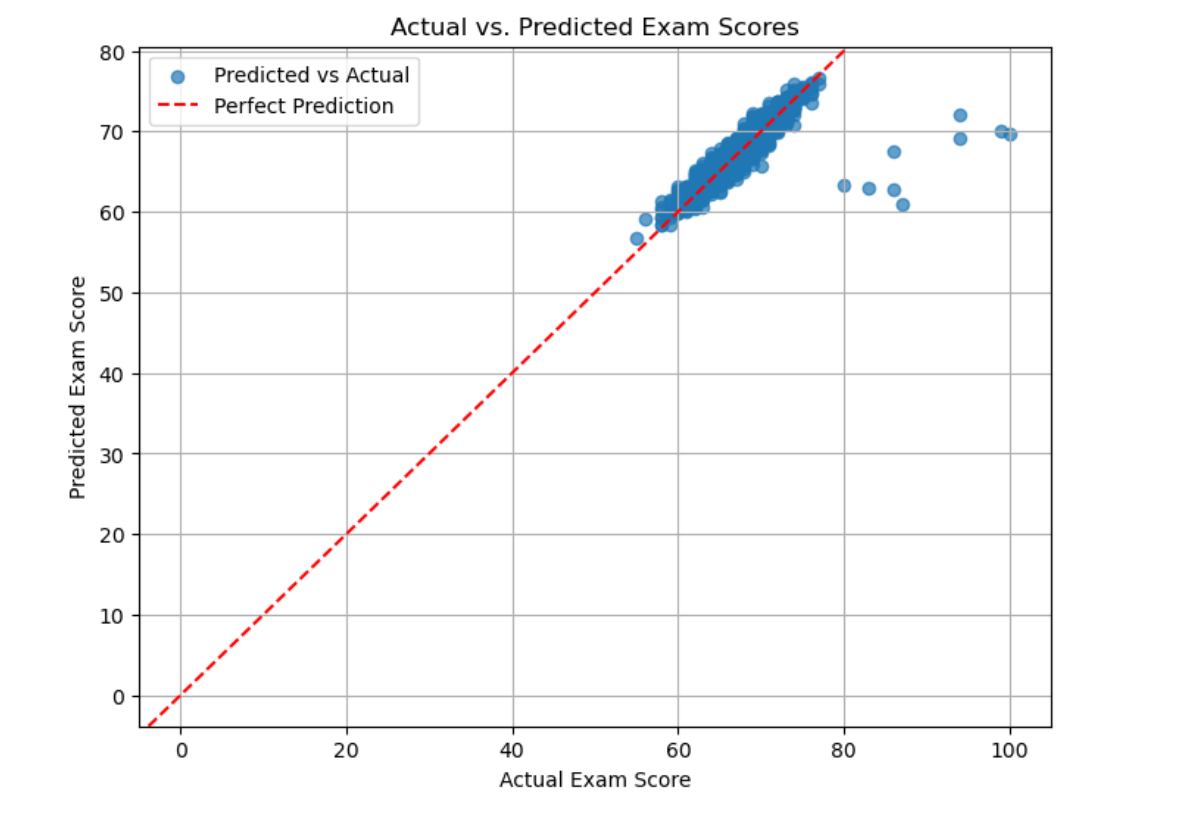 Actual vs. Predicted Exam Scores
Predicted vs Actual
Perfect Prediction
80
70
60
50
40
30
20
10
0
Predicted Exam Score
0 20 40 60 80 100
Actual Exam Score